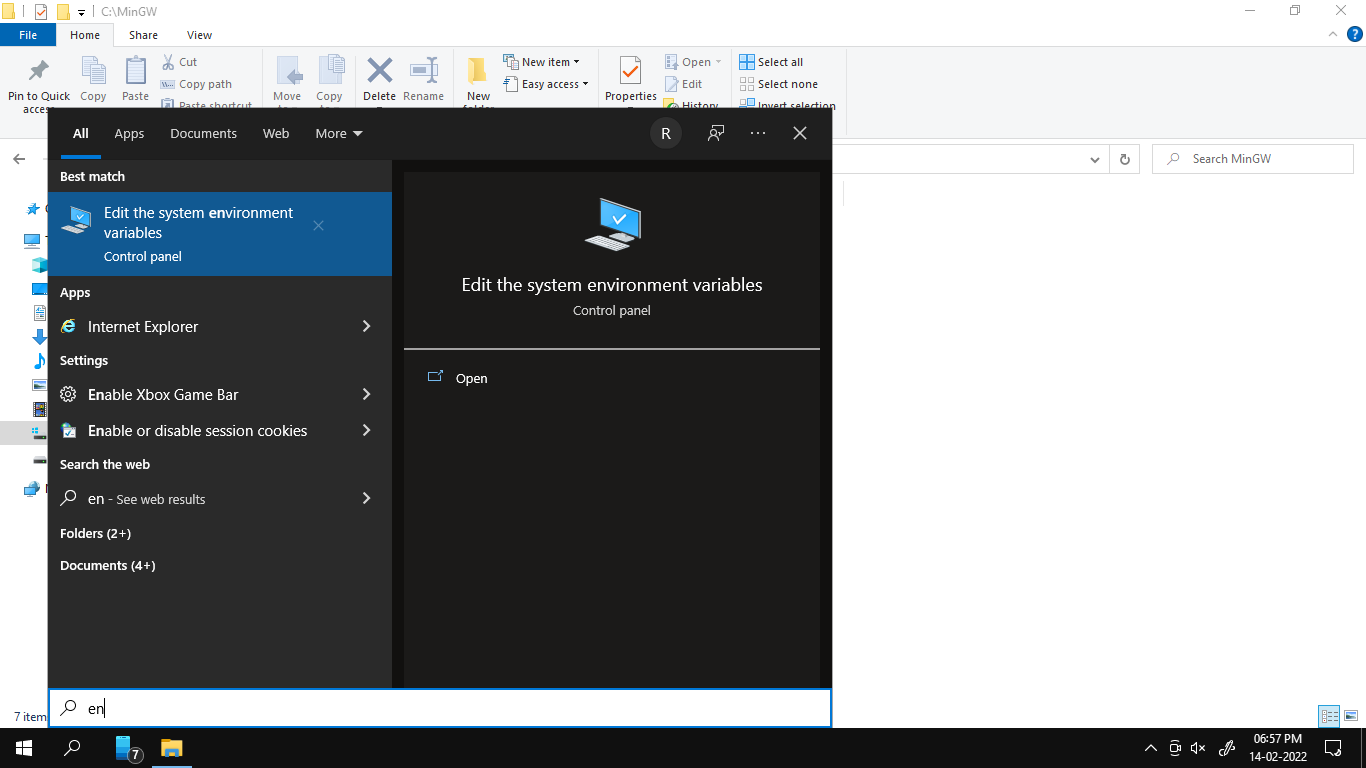 C:\MinGW
File Home Share View
Pin to Quick
access
Copy
Paste
Cut
Copy path
Paste shortcut
Move
Copy
Delete
Rename
New
New item
Easy access
Properties
Open
Edit
History
Select all
Select none
Invert selection
All Apps Documents Web More
R
Search MinGW
Best match
Edit the system environment
variables
Control panel
Apps
Internet Explorer
Settings
Enable Xbox Game Bar
Enable or disable session cookies
Search the web
en - See web results
Folders (2+)
Documents (4+)
Edit the system environment variables
Control panel
Open
en
7 item
7
06:57 PM
14-02-2022